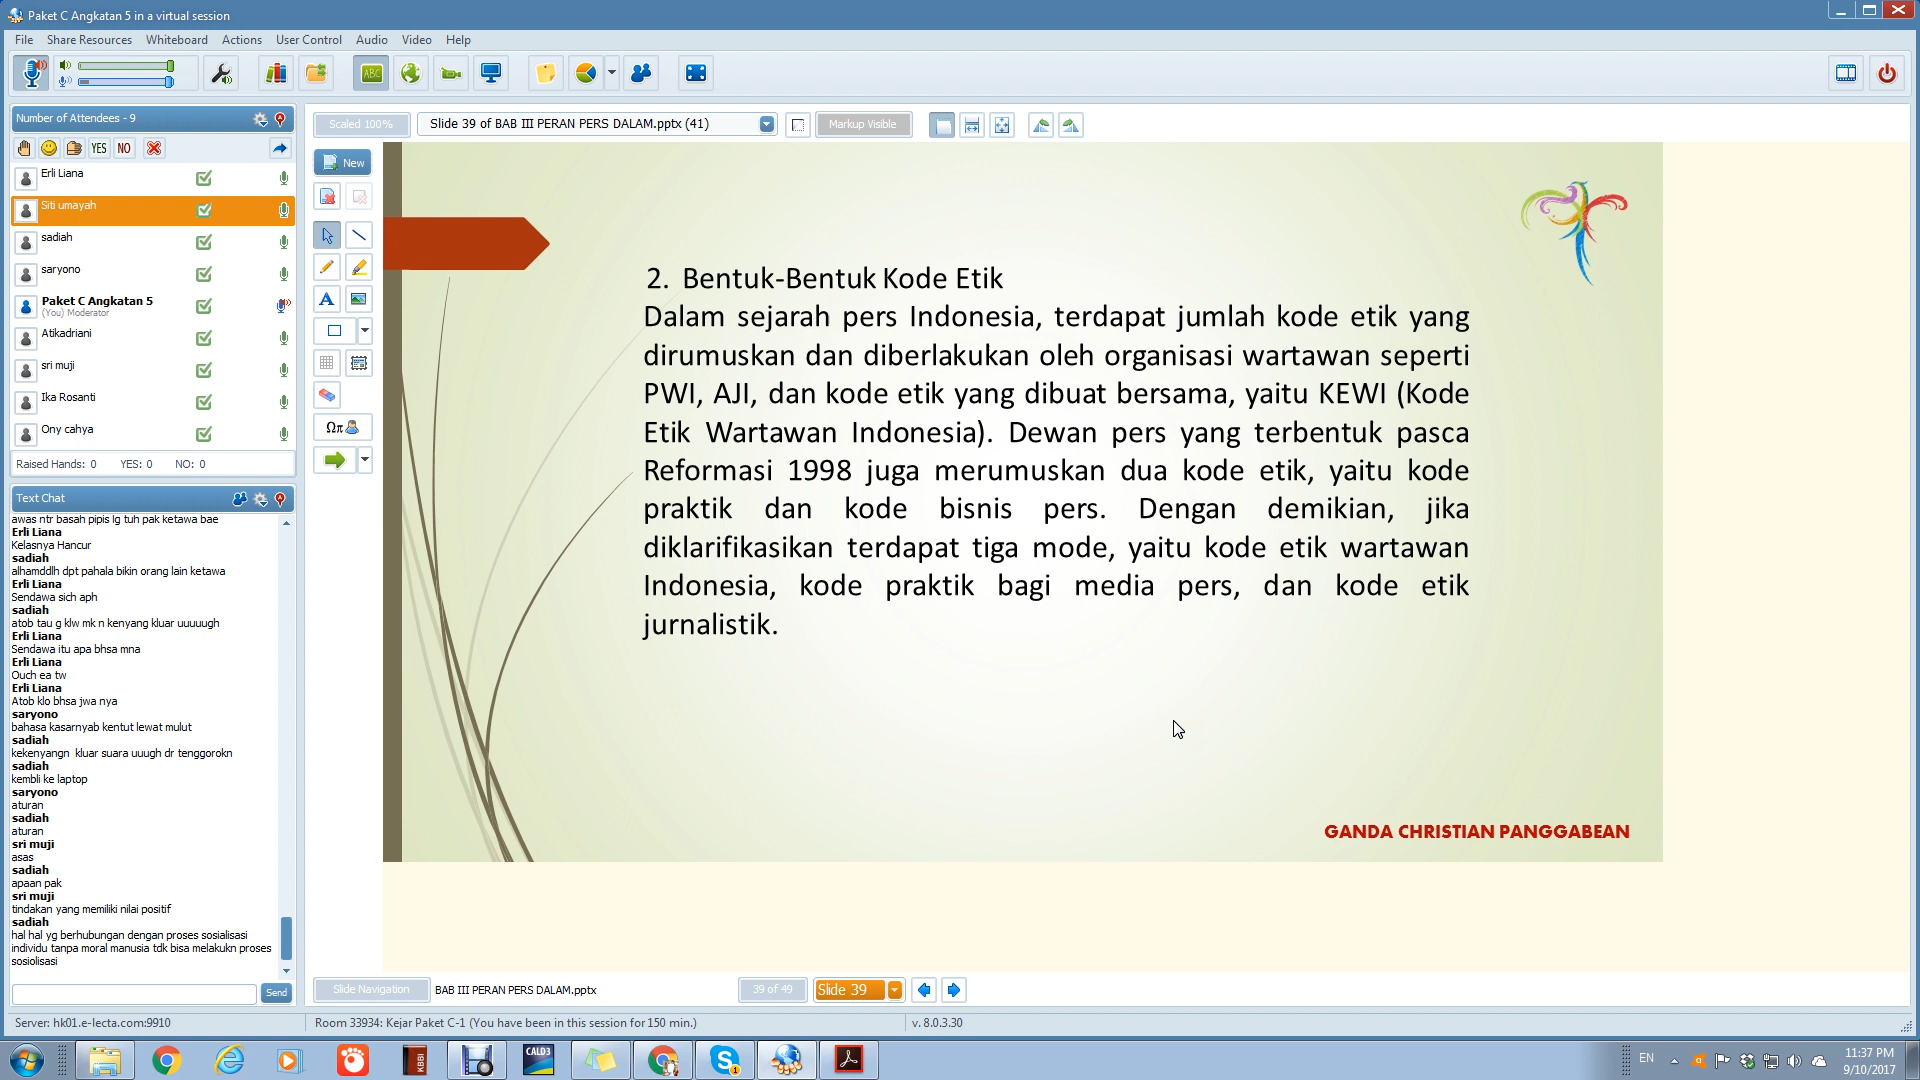 Paket C Angkatan 5 in a virtual session
File Share Resources Whiteboard Actions User Control Audio Video Help
ABC
Number of Attendees - 9
YES NO
Erli Liana
Siti umayah
sadiah
saryono
Paket C Angkatan 5
(You) Moderator
Atikadriani
sri muji
Ika Rosanti
Ony cahya
Raised Hands: 0 YES: 0 NO: 0
Text Chat
awas ntr basah pipis lg tuh pak ketawa bae
Erli Liana
Kelasnya Hancur
sadiah
alhamddlh dpt pahala bikin orang lain ketawa
Erli Liana
Sendawa sich aph
sadiah
atob tau g klw mk n kenyang kluar uuuuugh
Erli Liana
Sendawa itu apa bhsa mna
Erli Liana
Ouch ea tw
Erli Liana
Atob klo bhsa jwa nya
saryono
bahasa kasarnyab kentut lewat mulut
sadiah
kekenyangn kluar suara uuugh dr tenggorokn
sadiah
kembli ke laptop
saryono
aturan
sadiah
aturan
sri muji
asas
sadiah
apaan pak
sri muji
tindakan yang memiliki nilai positif
sadiah
hal hal yg berhubungan dengan proses sosialisasi
individu tanpa moral manusia tdk bisa melakukn proses
sosiolisasi
Send
Scaled 100%
Slide 39 of BAB III PERAN PERS DALAM.pptx (41)
Markup Visible
New
A
Ωπ
2. Bentuk-Bentuk Kode Etik
Dalam sejarah pers Indonesia, terdapat jumlah kode etik yang
dirumuskan dan diberlakukan oleh organisasi wartawan seperti
PWI, AJI, dan kode etik yang dibuat bersama, yaitu KEWI (Kode
Etik Wartawan Indonesia). Dewan pers yang terbentuk pasca
Reformasi 1998 juga merumuskan dua kode etik, yaitu kode
praktik dan kode bisnis pers. Dengan demikian, jika
diklarifikasikan terdapat tiga mode, yaitu kode etik wartawan
Indonesia, kode praktik bagi media pers, dan kode etik
jurnalistik.
GANDA CHRISTIAN PANGGABEAN
Slide Navigation
BAB III PERAN PERS DALAM.pptx
39 of 49
Slide 39
Server: hk01.e-lecta.com:9910
Room 33934: Kejar Paket C-1 (You have been in this session for 150 min.)
v. 8.0.3.30
KBBI
CALD3
EN
11:37 PM
9/10/2017